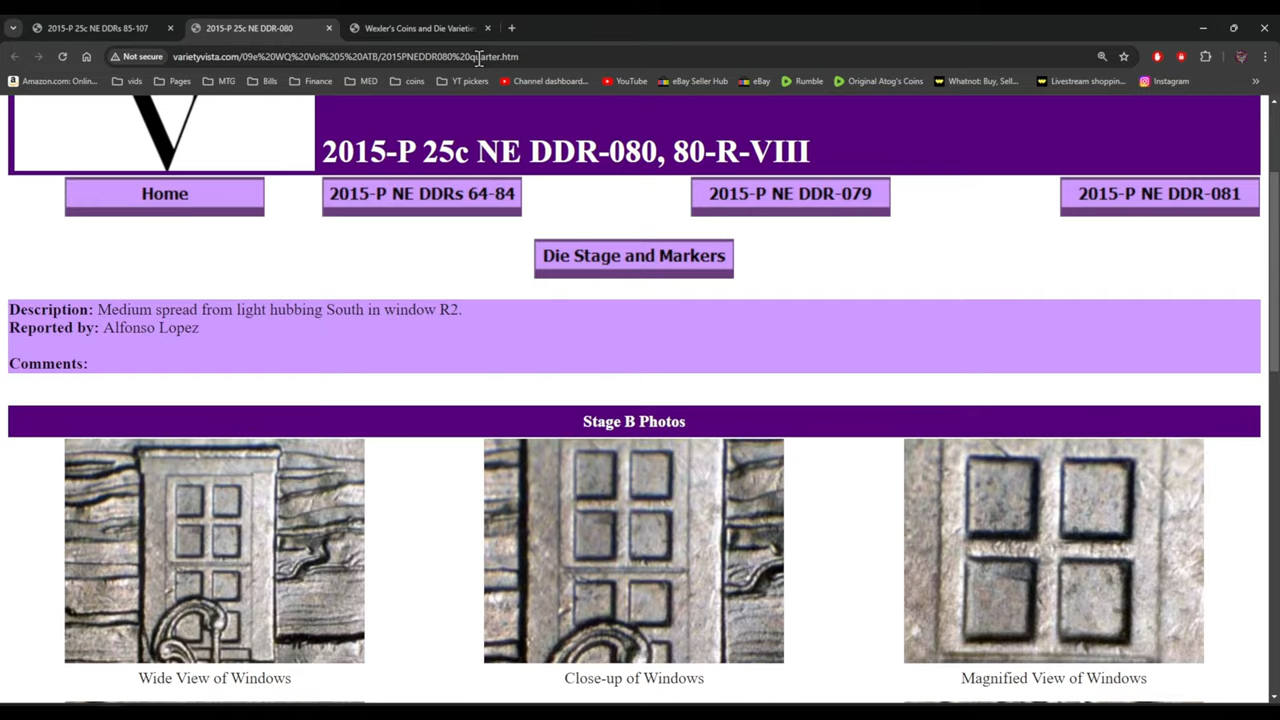 2015-P 25c NE DDRs 85-107
2015-P 25c NE DDR-080
Wexler's Coins and Die Varietie
Not secure
varietyvista.com/09e%20WQ%20Vol%205%20ATB/2015PNEDDR080%20quarter.htm
Amazon.com: Onlin...
vids
Pages
MTG
Bills
Finance
MED
coins
YT pickers
Channel dashboard...
YouTube
eBay Seller Hub
eBay
Rumble
Original Atog's Coins
Whatnot: Buy, Sell...
Livestream shoppin...
Instagram
V
2015-P 25c NE DDR-080, 80-R-VIII
Home
2015-P NE DDRs 64-84
2015-P NE DDR-079
2015-P NE DDR-081
Die Stage and Markers
Description: Medium spread from light hubbing South in window R2.
Reported by: Alfonso Lopez
Comments:
Stage B Photos
Wide View of Windows
Close-up of Windows
Magnified View of Windows